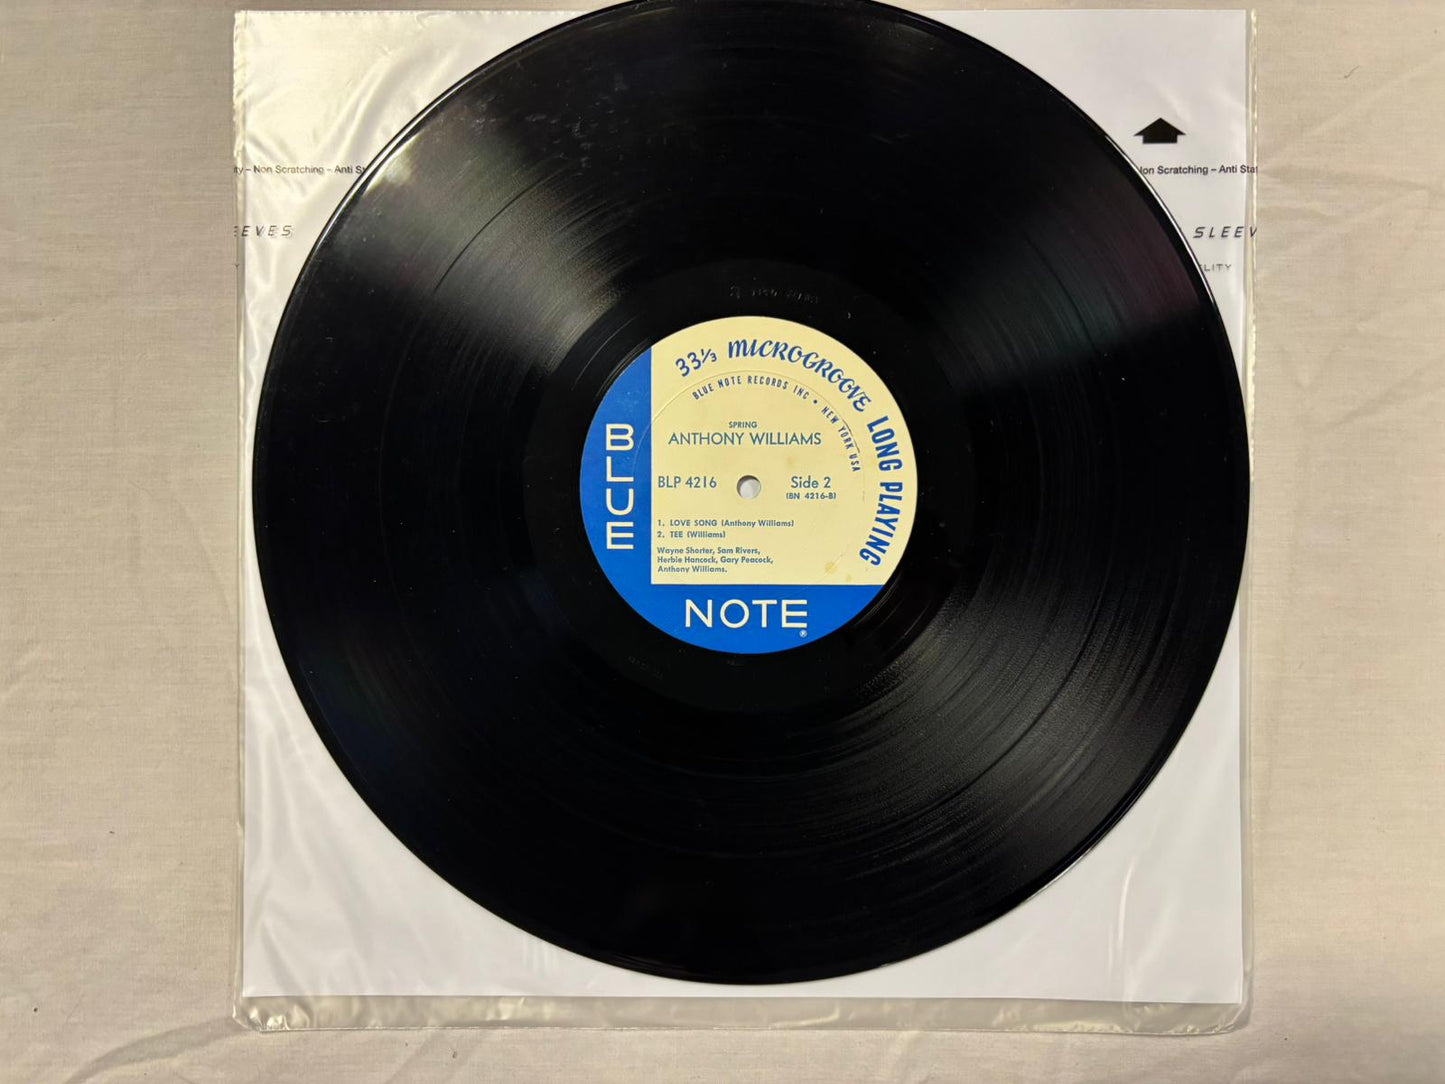 ty – Non Scratching – Anti S
Non Scratching – Anti Stat
EEVES
SLEEV
LITY
33⅓ MICROGROOVE LONG PLAYING
BLUE NOTE RECORDS INC • NEW YORK USA
SPRING
ANTHONY WILLIAMS
BLP 4216
Side 2
(BN 4216-B)
1. LOVE SONG (Anthony Williams)
2. TEE (Williams)
Wayne Shorter, Sam Rivers,
Herbie Hancock, Gary Peacock,
Anthony Williams.
BLUE
NOTE
®